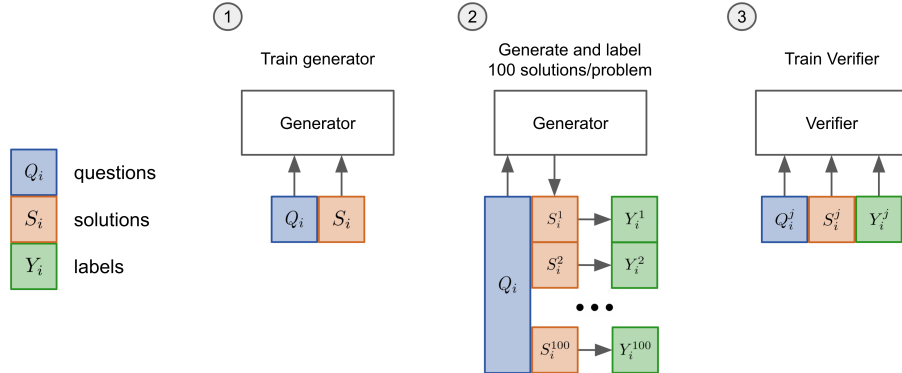 1
2
3
Train generator
Generate and label
100 solutions/problem
Train Verifier
Generator
Generator
Verifier
Q_i questions
S_i solutions
Y_i labels
Q_i S_i
Q_i
S_i^1 Y_i^1
S_i^2 Y_i^2
•••
S_i^100 Y_i^100
Q_i^j S_i^j Y_i^j